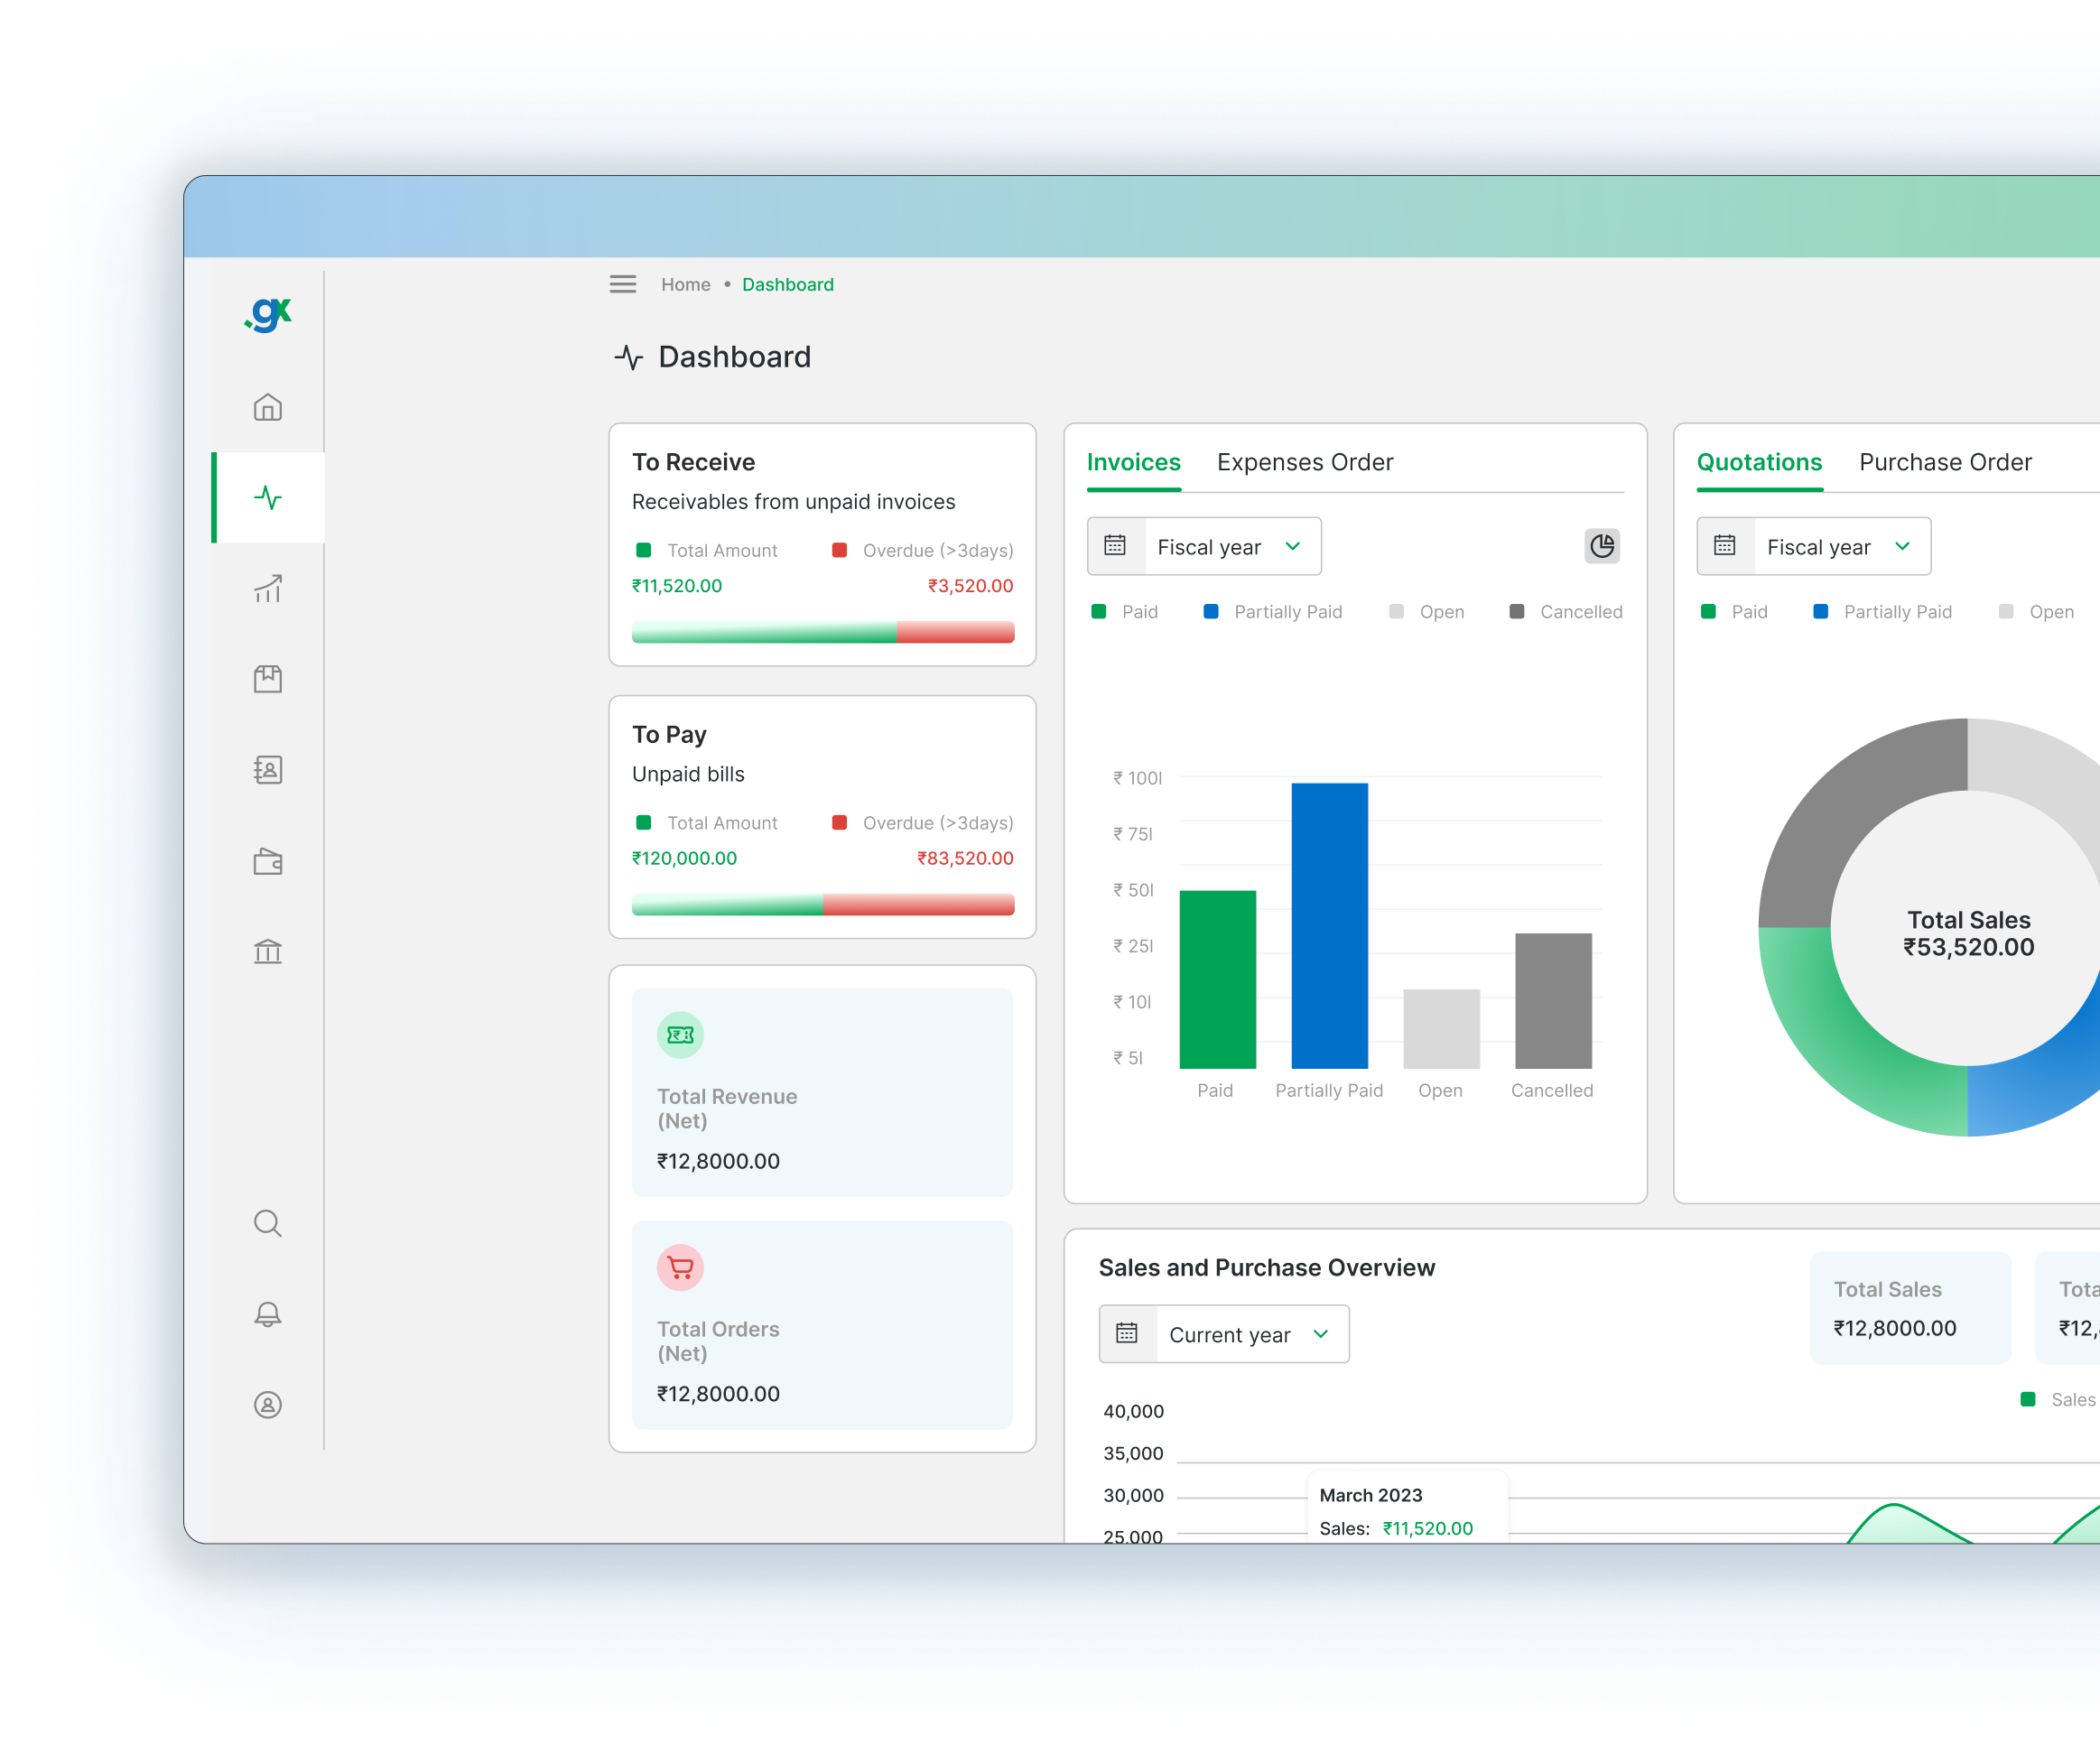 .gx
Home • Dashboard
Dashboard
To Receive
Receivables from unpaid invoices
Total Amount
Overdue (>3days)
₹11,520.00
₹3,520.00
To Pay
Unpaid bills
Total Amount
Overdue (>3days)
₹120,000.00
₹83,520.00
₹
Total Revenue
(Net)
₹12,8000.00
Total Orders
(Net)
₹12,8000.00
Invoices
Expenses Order
Fiscal year
Paid
Partially Paid
Open
Cancelled
₹ 100l
₹ 75l
₹ 50l
₹ 25l
₹ 10l
₹ 5l
Paid
Partially Paid
Open
Cancelled
Quotations
Purchase Order
Fiscal year
Paid
Partially Paid
Open
Total Sales
₹53,520.00
Sales and Purchase Overview
Current year
Total Sales
₹12,8000.00
Tota
₹12,
Sales
40,000
35,000
30,000
25,000
March 2023
Sales: ₹11,520.00